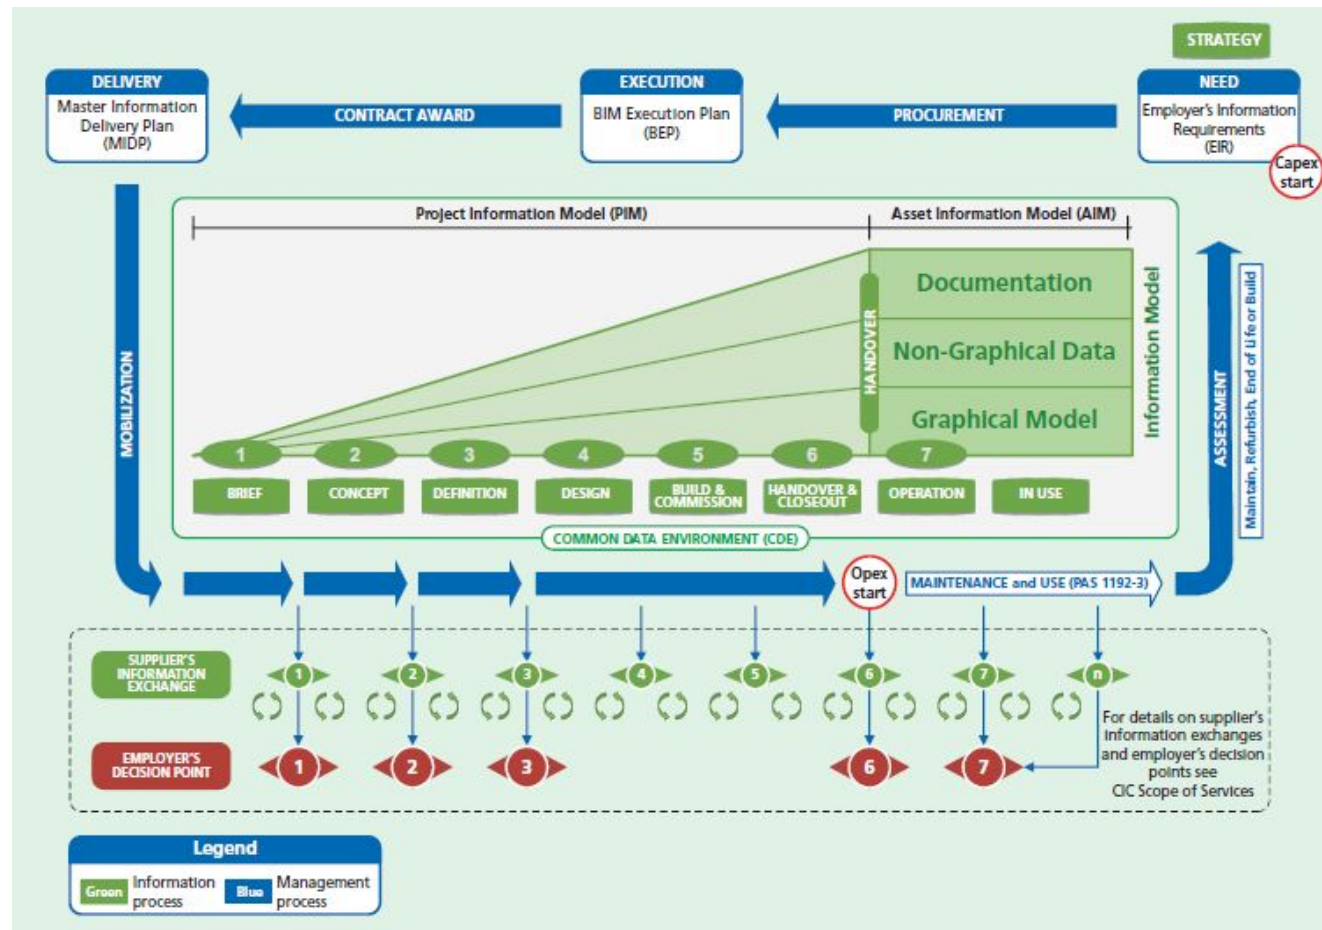 STRATEGY
DELIVERY
Master Information
Delivery Plan
(MIDP)
CONTRACT AWARD
EXECUTION
BIM Execution Plan
(BEP)
PROCUREMENT
NEED
Employer's Information
Requirements
(EIR)
Capex
start
Project Information Model (PIM)
Asset Information Model (AIM)
MOBILIZATION
HANDOVER
Documentation
Non-Graphical Data
Graphical Model
Information Model
ASSESSMENT
Maintain, Refurbish, End of Life or Build
1
2
3
4
5
6
7
BRIEF
CONCEPT
DEFINITION
DESIGN
BUILD &
COMMISSION
HANDOVER &
CLOSEOUT
OPERATION
IN USE
COMMON DATA ENVIRONMENT (CDE)
Opex
start
MAINTENANCE and USE (PAS 1192-3)
SUPPLIER'S
INFORMATION
EXCHANGE
1
2
3
4
5
6
7
n
EMPLOYER'S
DECISION POINT
1
2
3
6
7
For details on supplier's
information exchanges
and employer's decision
points see
CIC Scope of Services
Legend
Green
Information
process
Blue
Management
process